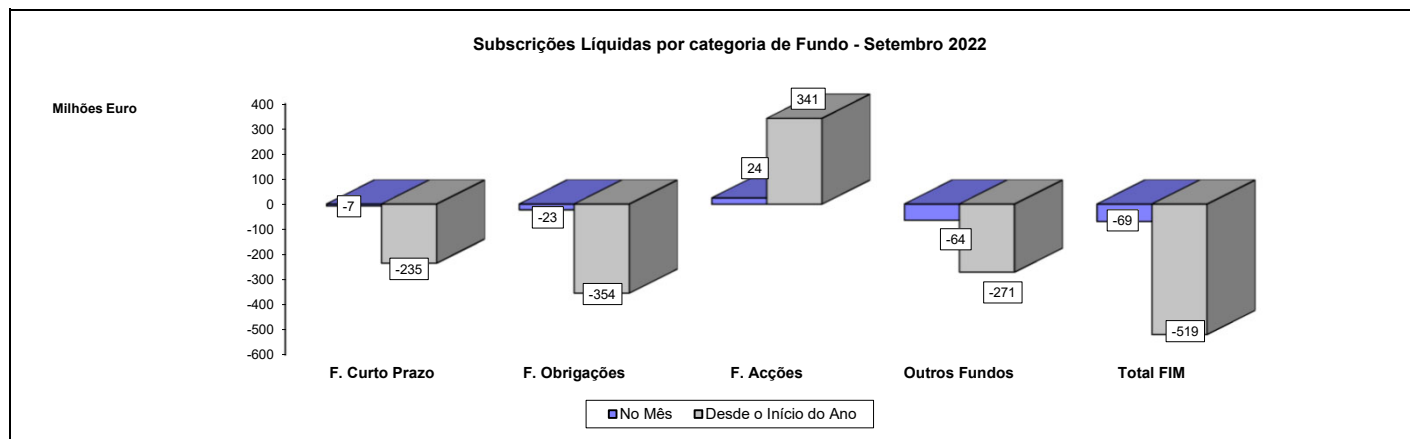 Subscrições Líquidas por categoria de Fundo - Setembro 2022
Milhões Euro
400
300
200
100
0
-100
-200
-300
-400
-500
-600
-7
-235
-23
-354
24
341
-64
-271
-69
-519
F. Curto Prazo
F. Obrigações
F. Acções
Outros Fundos
Total FIM
No Mês
Desde o Início do Ano